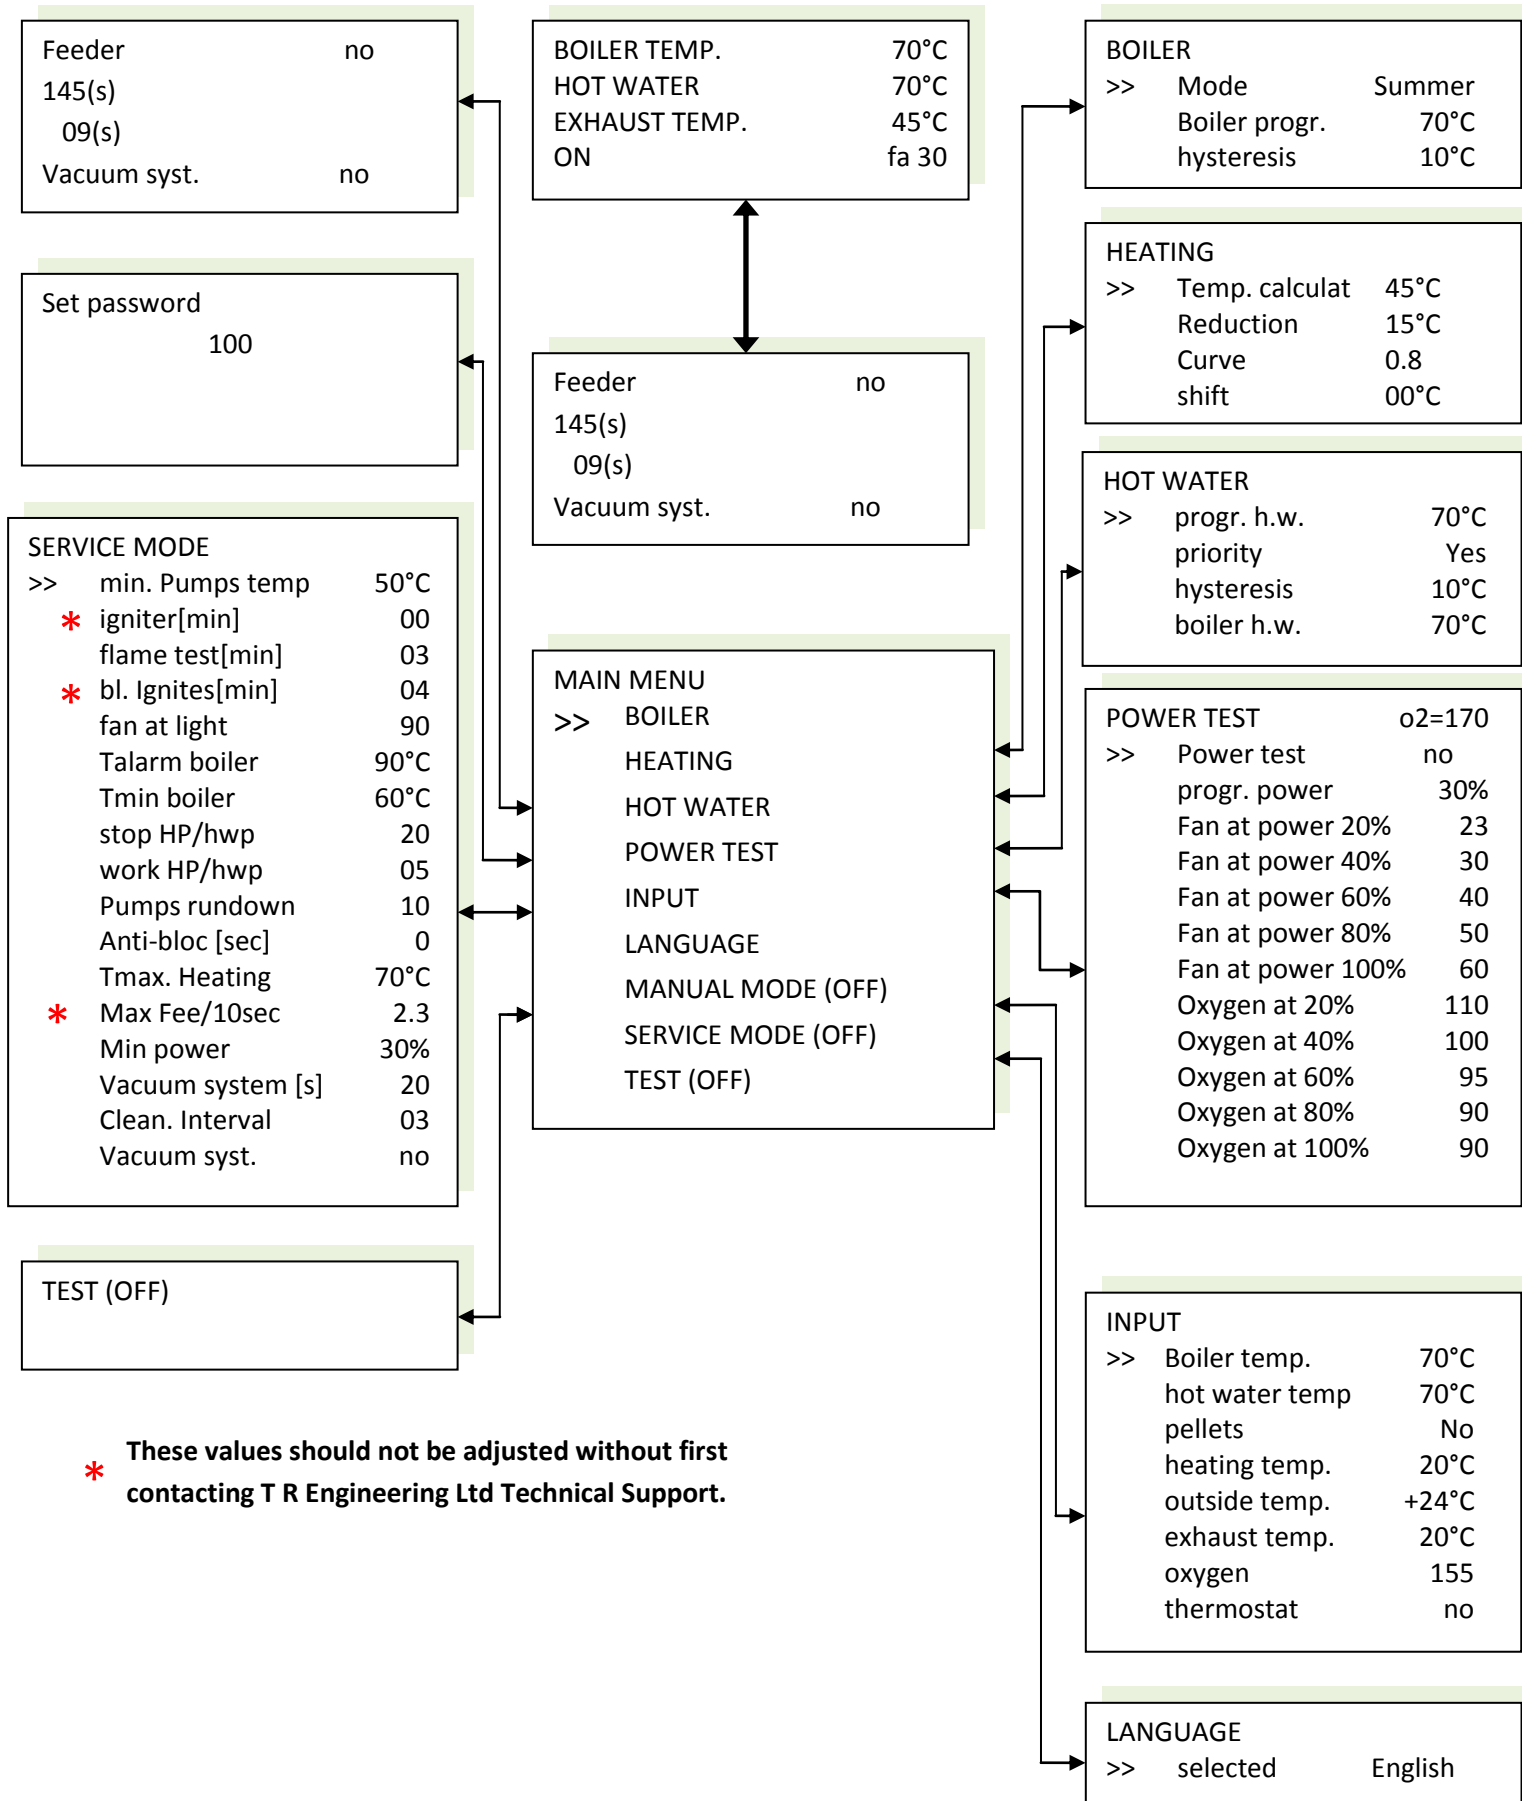 Feeder no
145(s)
09(s)
Vacuum syst. no
Set password
100
SERVICE MODE
>> min. Pumps temp 50°C
* igniter[min] 00
flame test[min] 03
* bl. Ignites[min] 04
fan at light 90
Talarm boiler 90°C
Tmin boiler 60°C
stop HP/hwp 20
work HP/hwp 05
Pumps rundown 10
Anti-bloc [sec] 0
Tmax. Heating 70°C
* Max Fee/10sec 2.3
Min power 30%
Vacuum system [s] 20
Clean. Interval 03
Vacuum syst. no
TEST (OFF)
BOILER TEMP. 70°C
HOT WATER 70°C
EXHAUST TEMP. 45°C
ON fa 30
Feeder no
145(s)
09(s)
Vacuum syst. no
MAIN MENU
>> BOILER
HEATING
HOT WATER
POWER TEST
INPUT
LANGUAGE
MANUAL MODE (OFF)
SERVICE MODE (OFF)
TEST (OFF)
BOILER
>> Mode Summer
Boiler progr. 70°C
hysteresis 10°C
HEATING
>> Temp. calculat 45°C
Reduction 15°C
Curve 0.8
shift 00°C
HOT WATER
>> progr. h.w. 70°C
priority Yes
hysteresis 10°C
boiler h.w. 70°C
POWER TEST o2=170
>> Power test no
progr. power 30%
Fan at power 20% 23
Fan at power 40% 30
Fan at power 60% 40
Fan at power 80% 50
Fan at power 100% 60
Oxygen at 20% 110
Oxygen at 40% 100
Oxygen at 60% 95
Oxygen at 80% 90
Oxygen at 100% 90
INPUT
>> Boiler temp. 70°C
hot water temp 70°C
pellets No
heating temp. 20°C
outside temp. +24°C
exhaust temp. 20°C
oxygen 155
thermostat no
LANGUAGE
>> selected English
* These values should not be adjusted without first
contacting T R Engineering Ltd Technical Support.